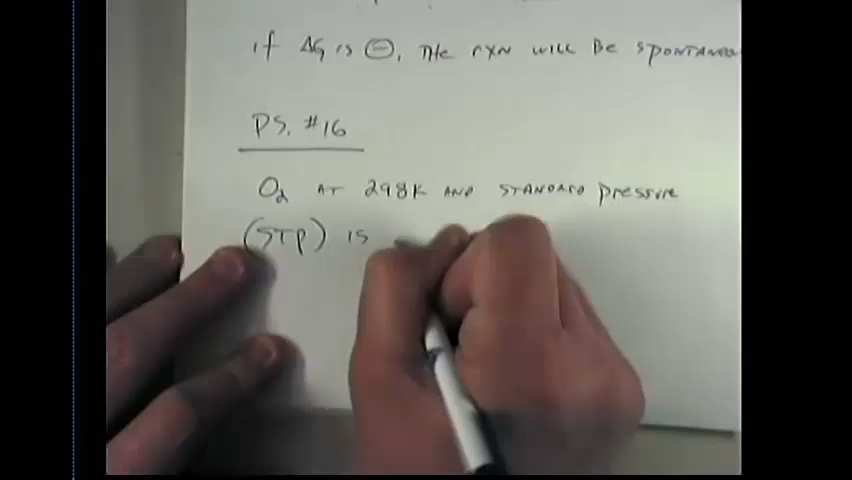 if ΔG is ⊖, The rxn will Be spontaneo
PS. #16
O₂ AT 298K AND STANDARD pressure
(STP) is